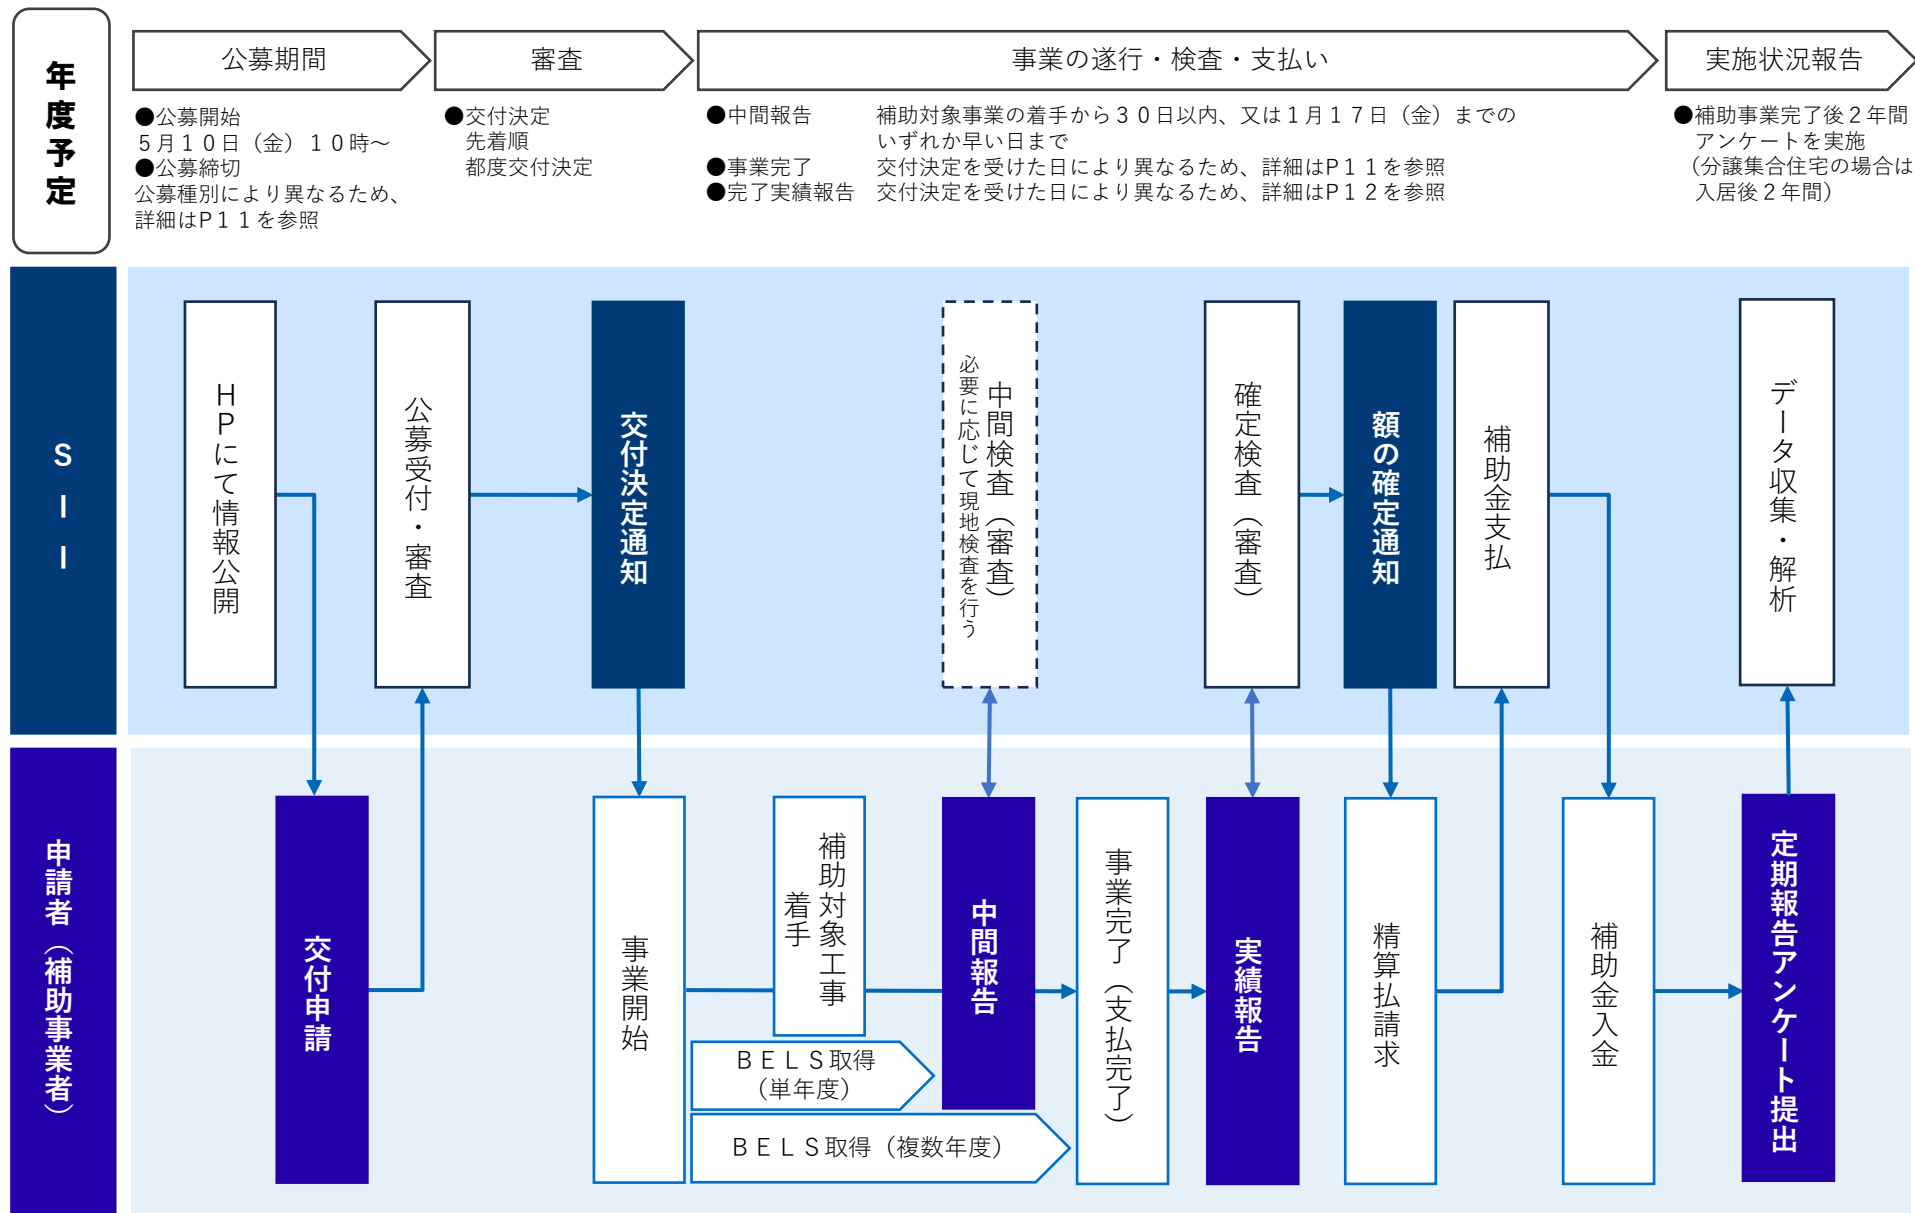 年度予定
公募期間
審査
事業の遂行・検査・支払い
実施状況報告
●公募開始
５月１０日（金）１０時～
●公募締切
公募種別により異なるため、
詳細はP１１を参照
●交付決定
先着順
都度交付決定
●中間報告 補助対象事業の着手から３０日以内、又は１月１７日（金）までの
いずれか早い日まで
●事業完了 交付決定を受けた日により異なるため、詳細はP１１を参照
●完了実績報告 交付決定を受けた日により異なるため、詳細はP１２を参照
●補助事業完了後２年間
アンケートを実施
（分譲集合住宅の場合は
入居後２年間）
ＳＩＩ
ＨＰにて情報公開
公募受付・審査
交付決定通知
中間検査（審査）
必要に応じて現地検査を行う
確定検査（審査）
額の確定通知
補助金支払
データ収集・解析
申請者（補助事業者）
交付申請
事業開始
補助対象工事
着手
中間報告
事業完了（支払完了）
実績報告
精算払請求
補助金入金
定期報告アンケート提出
ＢＥＬＳ取得
（単年度）
ＢＥＬＳ取得（複数年度）